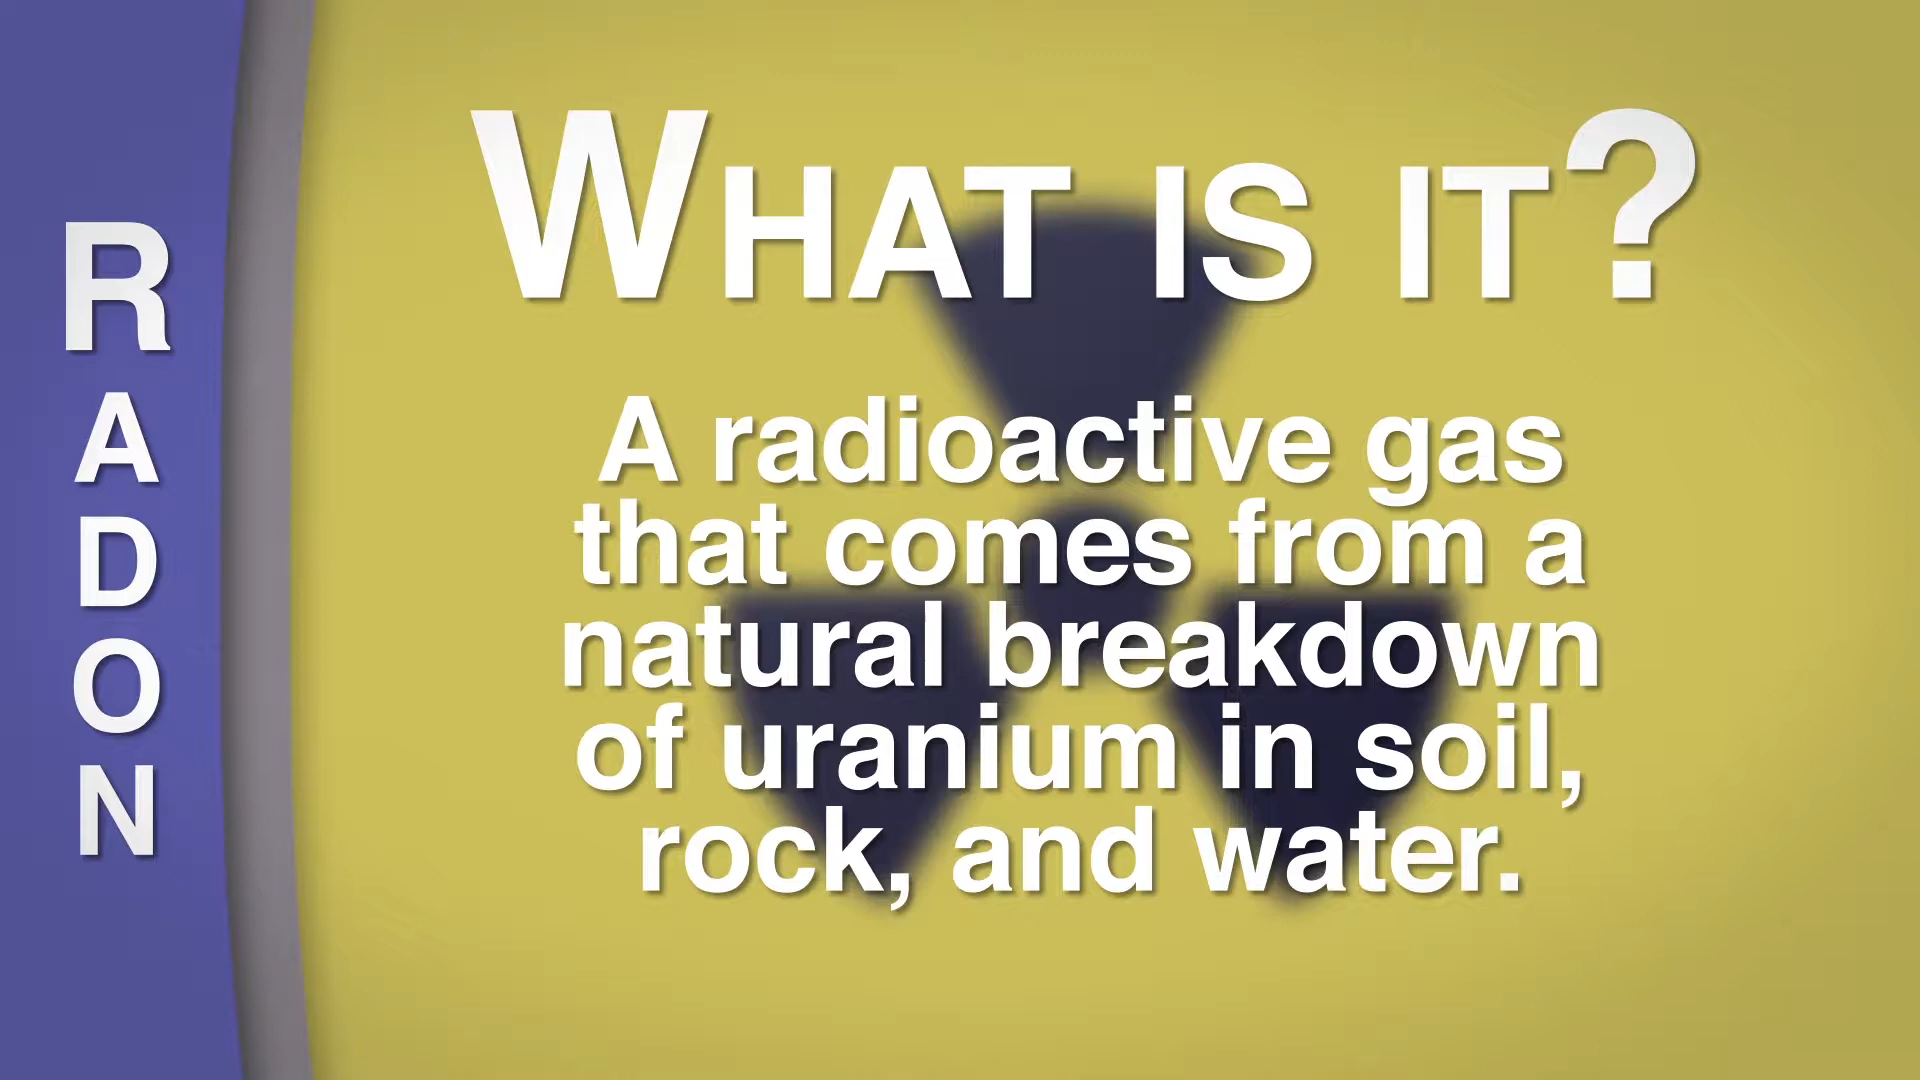 RADON
WHAT IS IT?
A radioactive gas
that comes from a
natural breakdown
of uranium in soil,
rock, and water.